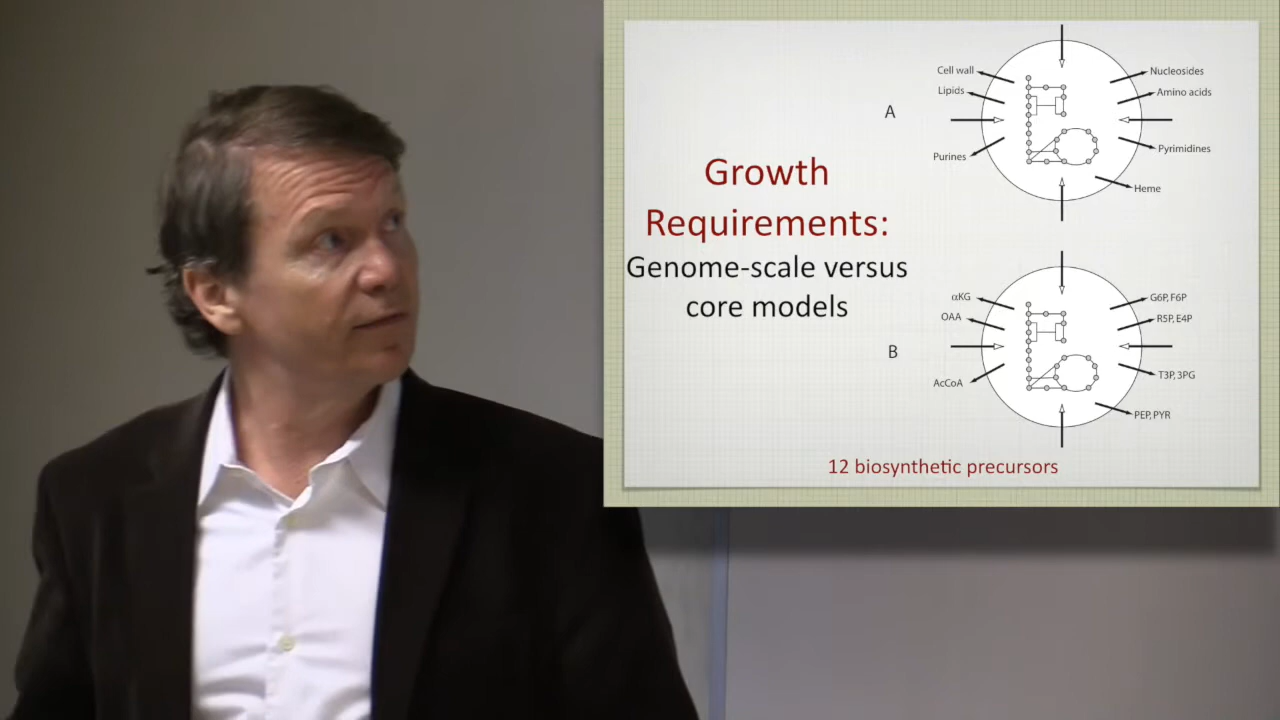 Growth
Requirements:
Genome-scale versus
core models
A
Cell wall
Lipids
Purines
Nucleosides
Amino acids
Pyrimidines
Heme
B
αKG
OAA
AcCoA
G6P, F6P
R5P, E4P
T3P, 3PG
PEP, PYR
12 biosynthetic precursors